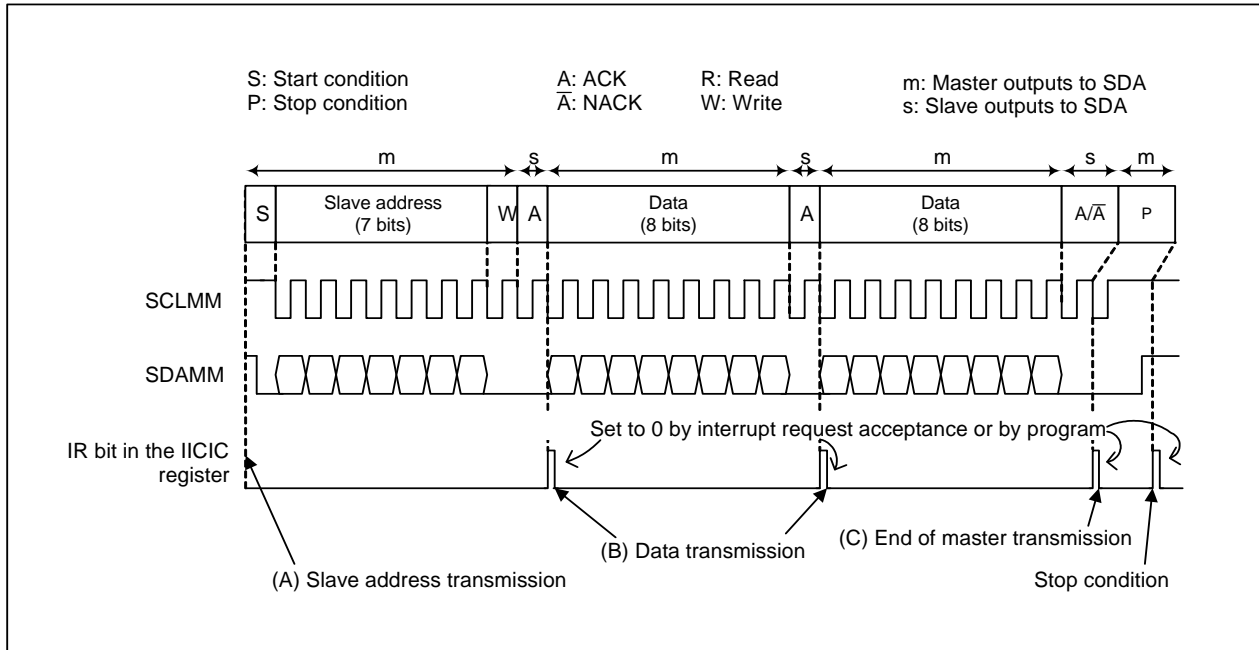 S: Start condition
P: Stop condition
A: ACK
A̅: NACK
R: Read
W: Write
m: Master outputs to SDA
s: Slave outputs to SDA
m s m s m s m
S
Slave address
(7 bits)
W
A
Data
(8 bits)
A
Data
(8 bits)
A/A̅
P
SCLMM
SDAMM
IR bit in the IICIC
register
Set to 0 by interrupt request acceptance or by program
(A) Slave address transmission
(B) Data transmission
(C) End of master transmission
Stop condition